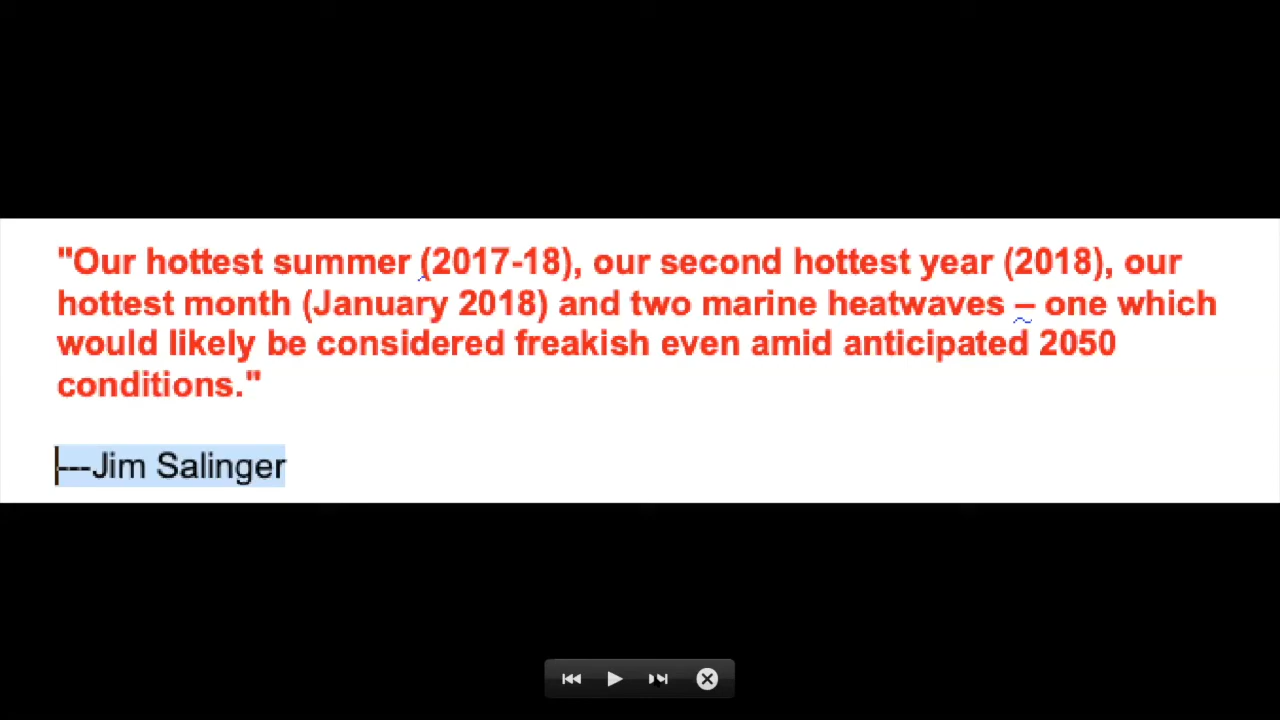 "Our hottest summer (2017-18), our second hottest year (2018), our
hottest month (January 2018) and two marine heatwaves – one which
would likely be considered freakish even amid anticipated 2050
conditions."
---Jim Salinger